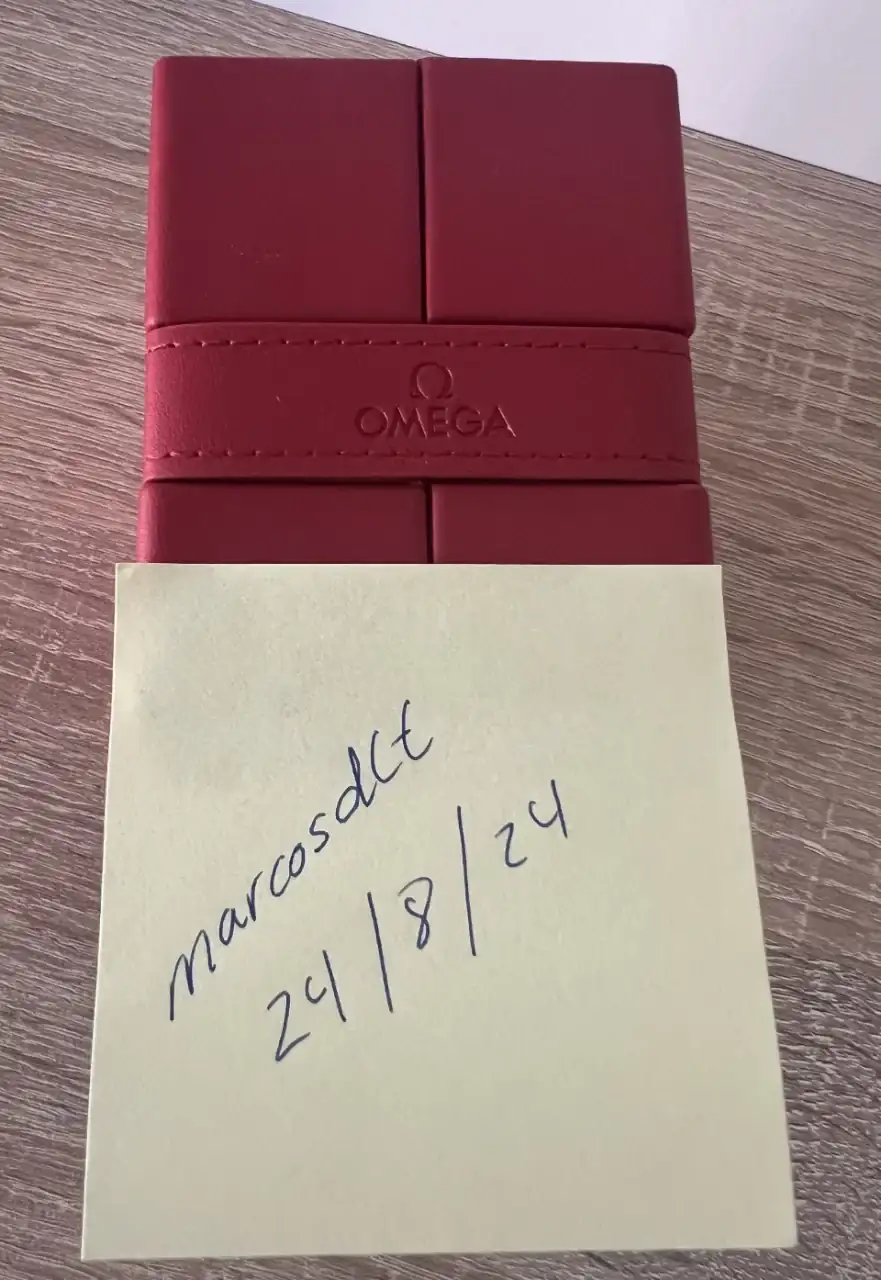 Ω
OMEGA
marcosdlt
24/8/24